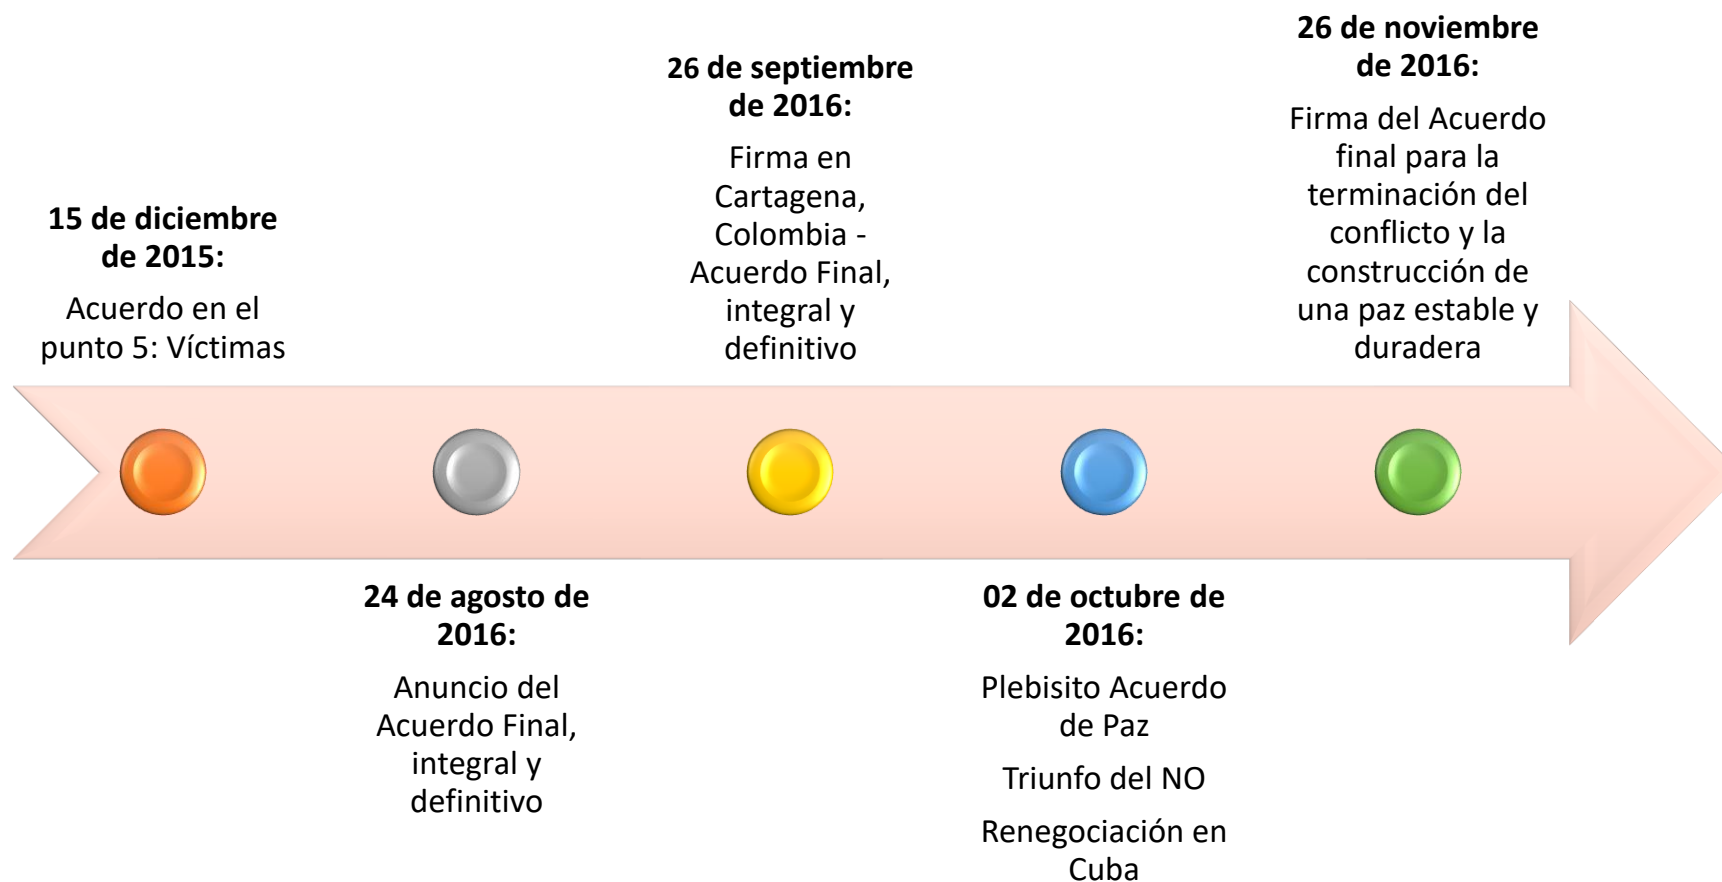 15 de diciembre
de 2015:
Acuerdo en el
punto 5: Víctimas
24 de agosto de
2016:
Anuncio del
Acuerdo Final,
integral y
definitivo
26 de septiembre
de 2016:
Firma en
Cartagena,
Colombia -
Acuerdo Final,
integral y
definitivo
02 de octubre de
2016:
Plebisito Acuerdo
de Paz
Triunfo del NO
Renegociación en
Cuba
26 de noviembre
de 2016:
Firma del Acuerdo
final para la
terminación del
conflicto y la
construcción de
una paz estable y
duradera